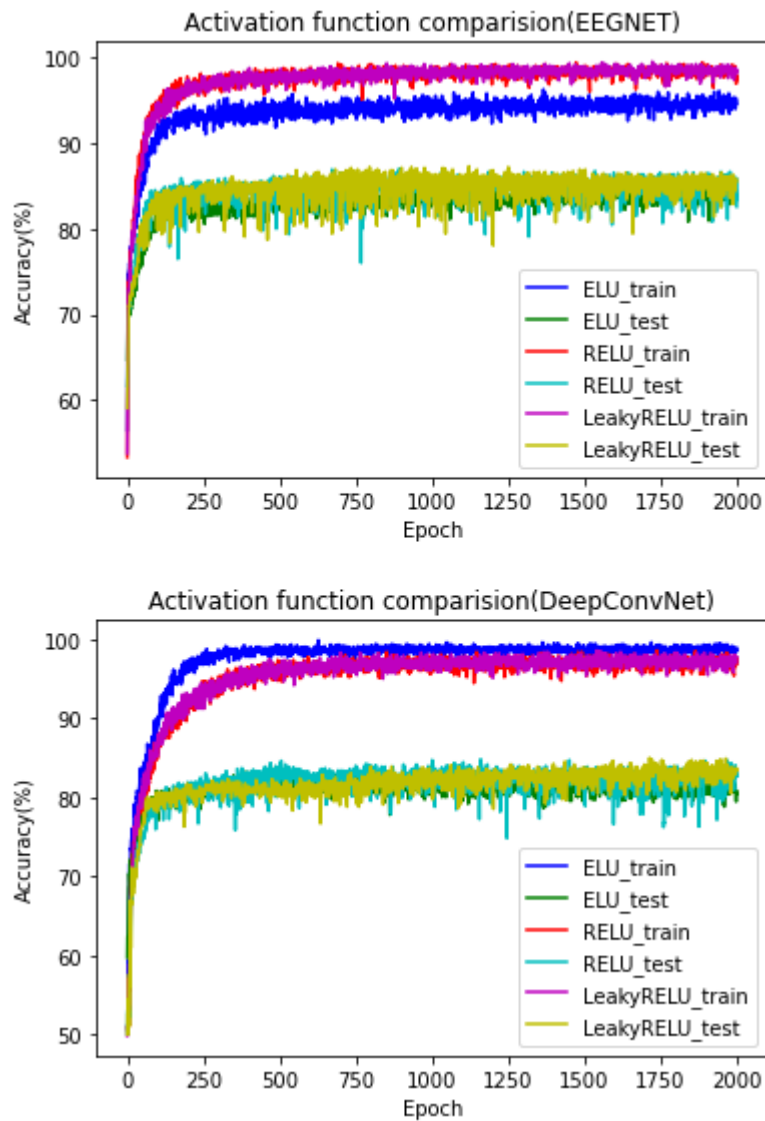 Activation function comparision(EEGNET)
100
90
80
70
60
Accuracy(%)
ELU_train
ELU_test
RELU_train
RELU_test
LeakyRELU_train
LeakyRELU_test
0 250 500 750 1000 1250 1500 1750 2000
Epoch
Activation function comparision(DeepConvNet)
100
90
80
70
60
50
Accuracy(%)
ELU_train
ELU_test
RELU_train
RELU_test
LeakyRELU_train
LeakyRELU_test
0 250 500 750 1000 1250 1500 1750 2000
Epoch